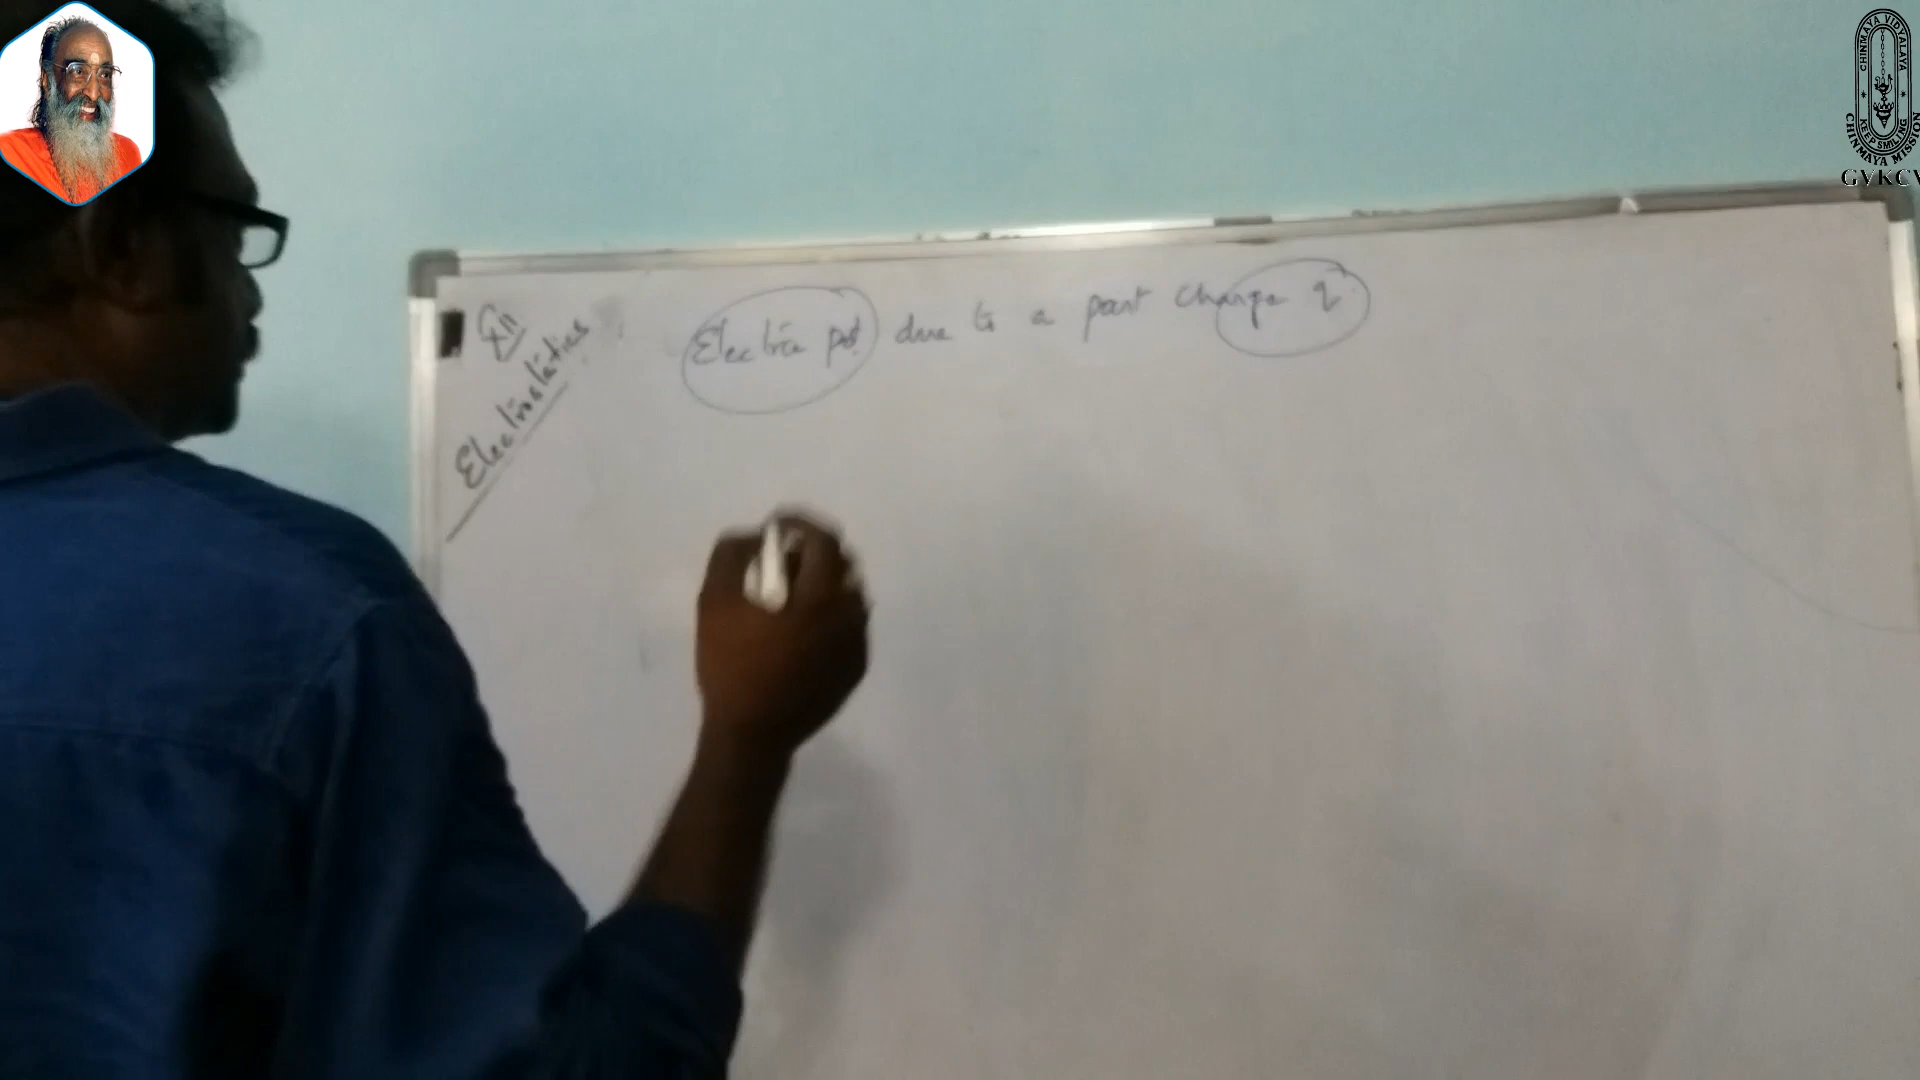 Electrostatics
Electric pot due to a point charge q
CHINMAYA VIDYALAYA
KEEP SMILING
CHINMAYA MISSION
GVKCV